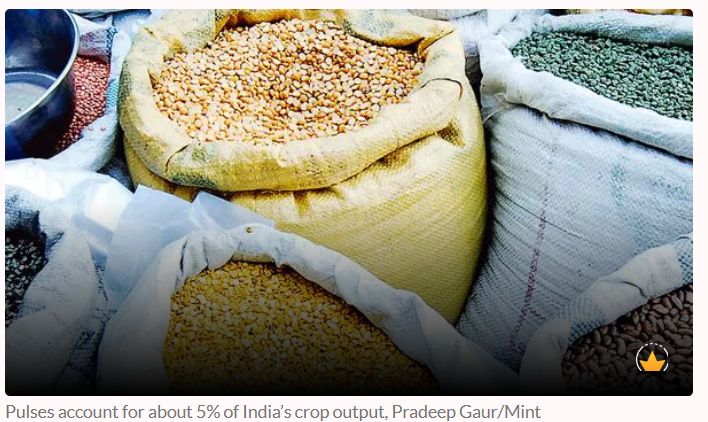 Pulses account for about 5% of India's crop output, Pradeep Gaur/Mint